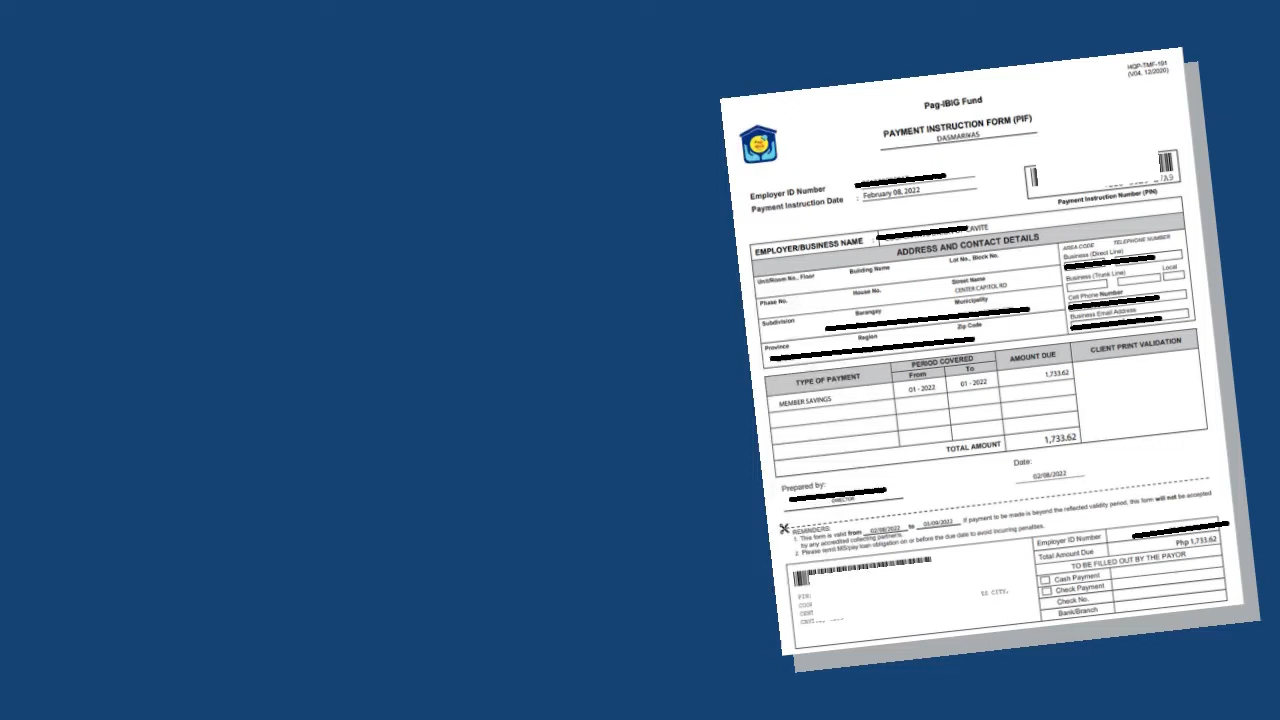 HQP-TMF-191
(V04, 12/2020)
Pag-IBIG Fund
PAYMENT INSTRUCTION FORM (PIF)
DASMARIÑAS
Employer ID Number
Payment Instruction Date : February 08, 2022
Payment Instruction Number (PIN)
EMPLOYER/BUSINESS NAME :
ADDRESS AND CONTACT DETAILS
Unit/Room No., Floor Building Name Lot No., Block No.
AREA CODE TELEPHONE NUMBER
Business (Direct Line)
Phase No. House No. Street Name
CENTER CAPITOL RD
Business (Trunk Line) Local
Subdivision Barangay Municipality
Cell Phone Number
Province Region Zip Code
Business Email Address
TYPE OF PAYMENT PERIOD COVERED AMOUNT DUE CLIENT PRINT VALIDATION
From To
MEMBER SAVINGS 01 - 2022 01 - 2022 1,733.62
TOTAL AMOUNT 1,733.62
Prepared by: Date:
DIRECTOR 02/08/2022
REMINDERS:
1. This form is valid from 02/08/2022 to 03/09/2022 If payment to be made is beyond the reflected validity period, this form will not be accepted
by any accredited collecting partners.
2. Please remit MS/pay loan obligation on or before the due date to avoid incurring penalties.
Employer ID Number
Total Amount Due Php 1,733.62
TO BE FILLED OUT BY THE PAYOR
Cash Payment
Check Payment
Check No.
Bank/Branch
PIN:
CITY,